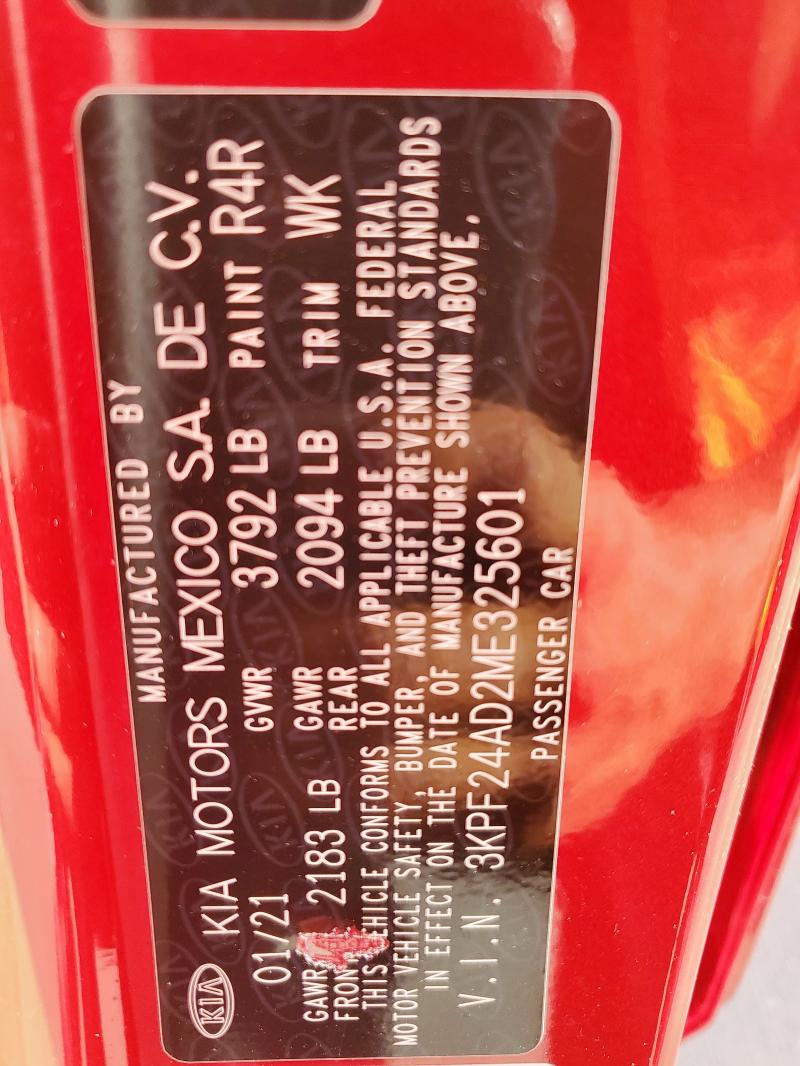 MANUFACTURED BY
KIA KIA MOTORS MEXICO S.A. DE C.V.
01/21 GVWR 3792 LB PAINT R4R
GAWR FRONT 2183 LB GAWR REAR 2094 LB TRIM WK
THIS VEHICLE CONFORMS TO ALL APPLICABLE U.S.A. FEDERAL
MOTOR VEHICLE SAFETY, BUMPER, AND THEFT PREVENTION STANDARDS
IN EFFECT ON THE DATE OF MANUFACTURE SHOWN ABOVE.
V.I.N. 3KPF24AD2ME325601
PASSENGER CAR